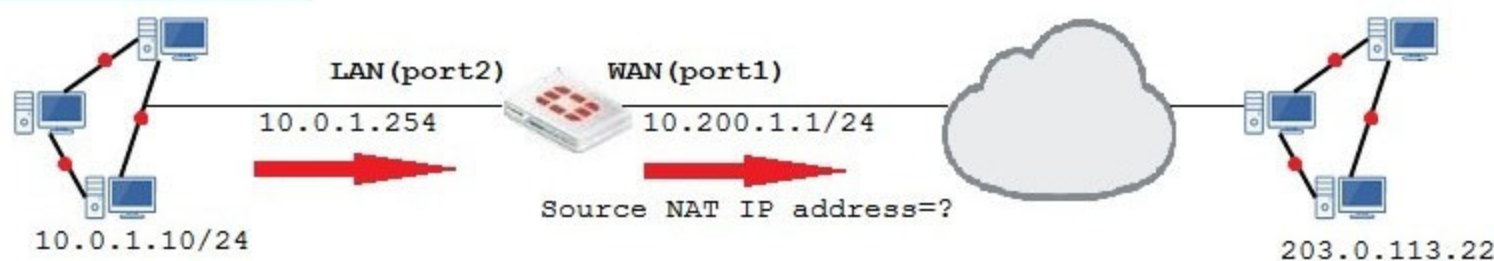 LAN(port2)
WAN(port1)
10.0.1.254
10.200.1.1/24
Source NAT IP address=?
10.0.1.10/24
203.0.113.22